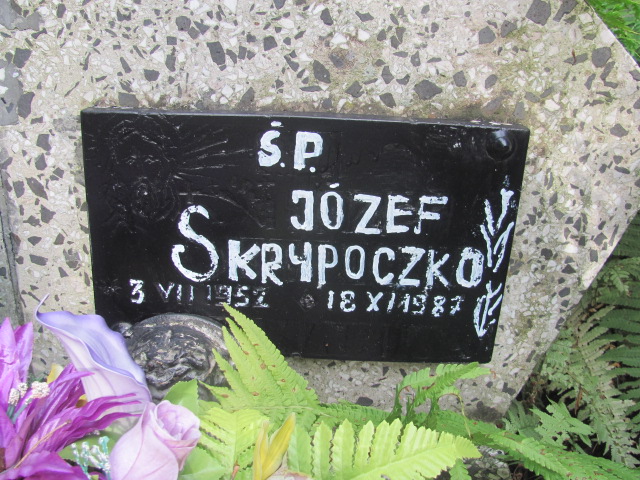 Ś.P.
JÓZEF
SKRYPOCZKO
3 VII 1952 18 XI 1987